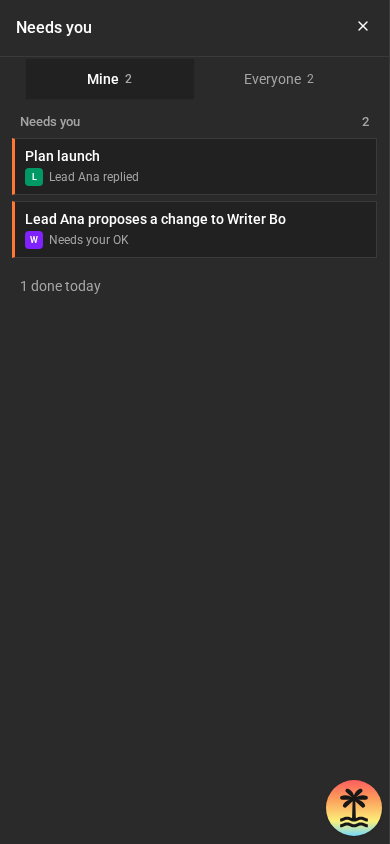 Needs you
Mine 2
Everyone 2
Needs you 2
Plan launch
L Lead Ana replied
Lead Ana proposes a change to Writer Bo
W Needs your OK
1 done today